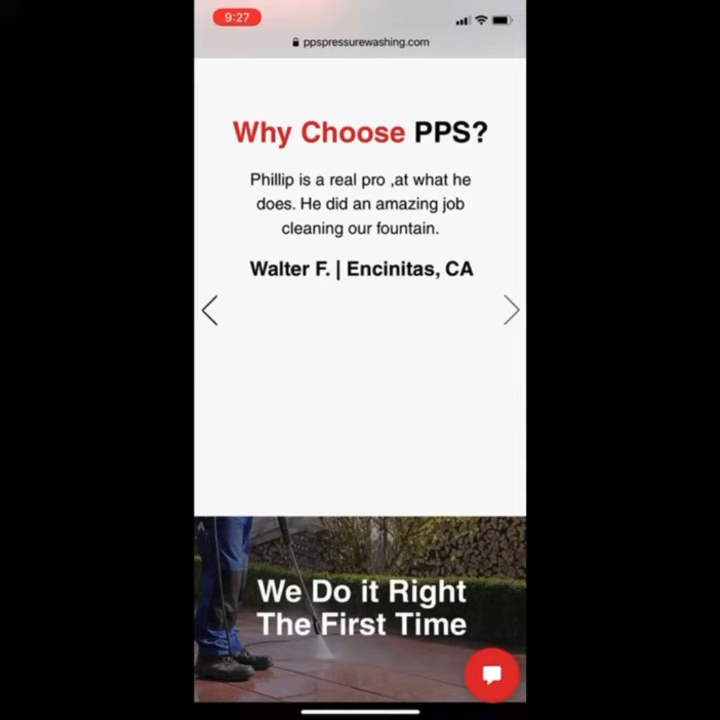 9:27
ppspressurewashing.com
Why Choose PPS?
Phillip is a real pro ,at what he
does. He did an amazing job
cleaning our fountain.
Walter F. | Encinitas, CA
We Do it Right
The First Time